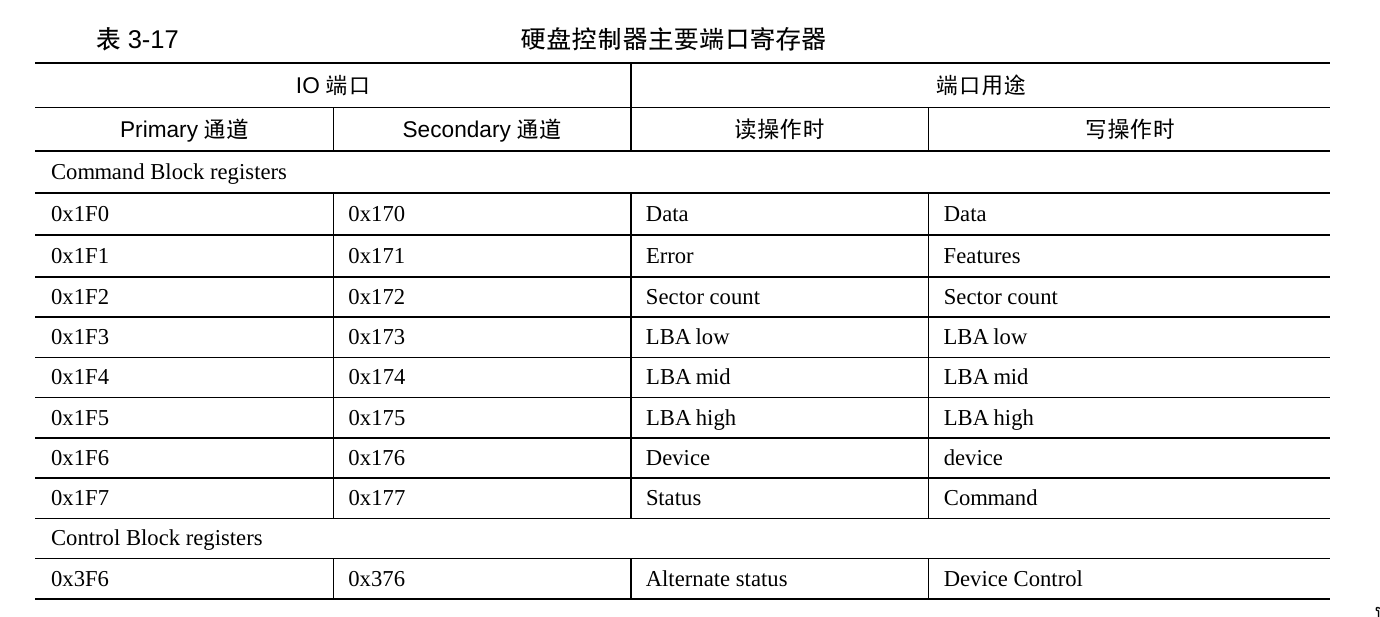 表 3-17 硬盘控制器主要端口寄存器
IO 端口 端口用途
Primary 通道 Secondary 通道 读操作时 写操作时
Command Block registers
0x1F0 0x170 Data Data
0x1F1 0x171 Error Features
0x1F2 0x172 Sector count Sector count
0x1F3 0x173 LBA low LBA low
0x1F4 0x174 LBA mid LBA mid
0x1F5 0x175 LBA high LBA high
0x1F6 0x176 Device device
0x1F7 0x177 Status Command
Control Block registers
0x3F6 0x376 Alternate status Device Control